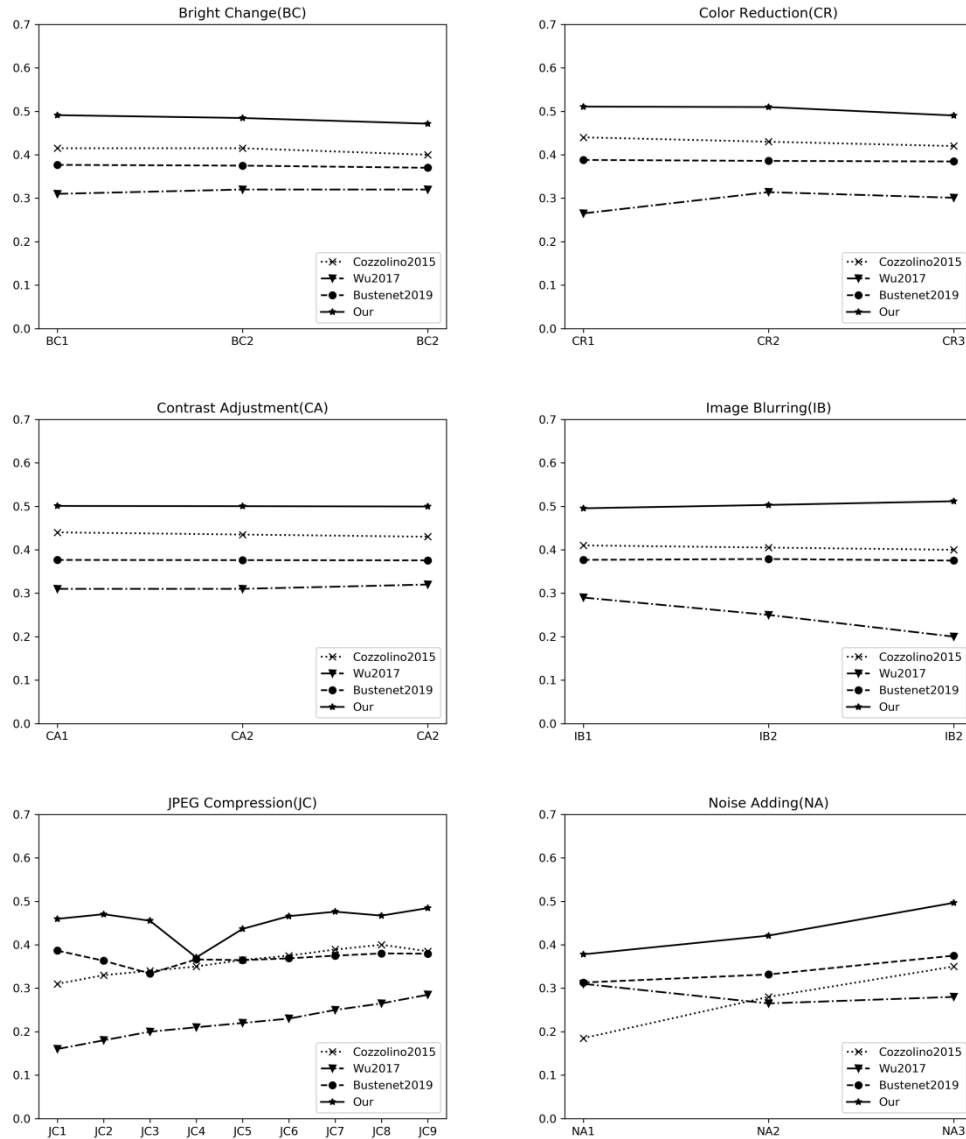 Bright Change(BC)
0.7
0.6
0.5
0.4
0.3
0.2
0.1
0.0
BC1 BC2 BC2
Cozzolino2015
Wu2017
Bustenet2019
Our
Color Reduction(CR)
0.7
0.6
0.5
0.4
0.3
0.2
0.1
0.0
CR1 CR2 CR3
Cozzolino2015
Wu2017
Bustenet2019
Our
Contrast Adjustment(CA)
0.7
0.6
0.5
0.4
0.3
0.2
0.1
0.0
CA1 CA2 CA2
Cozzolino2015
Wu2017
Bustenet2019
Our
Image Blurring(IB)
0.7
0.6
0.5
0.4
0.3
0.2
0.1
0.0
IB1 IB2 IB2
Cozzolino2015
Wu2017
Bustenet2019
Our
JPEG Compression(JC)
0.7
0.6
0.5
0.4
0.3
0.2
0.1
0.0
JC1 JC2 JC3 JC4 JC5 JC6 JC7 JC8 JC9
Cozzolino2015
Wu2017
Bustenet2019
Our
Noise Adding(NA)
0.7
0.6
0.5
0.4
0.3
0.2
0.1
0.0
NA1 NA2 NA3
Cozzolino2015
Wu2017
Bustenet2019
Our